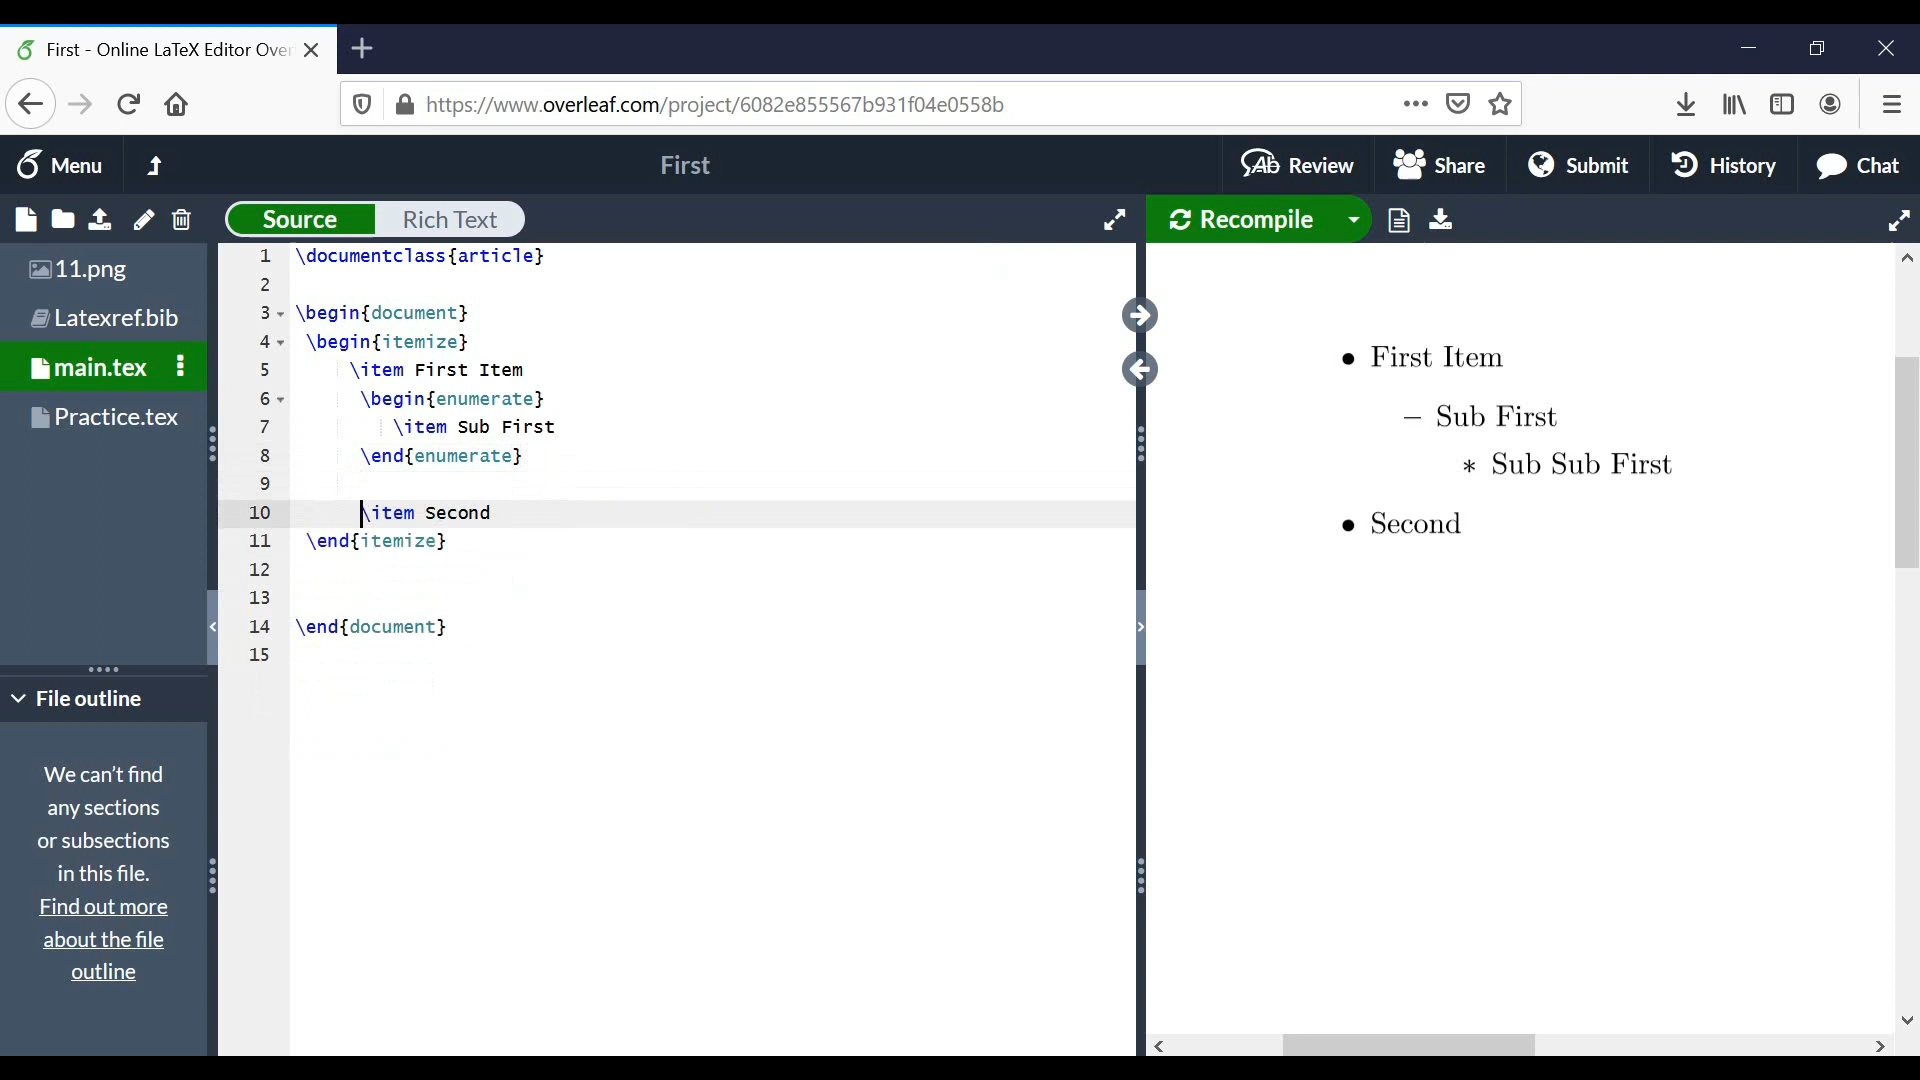 First - Online LaTeX Editor Over
https://www.overleaf.com/project/6082e855567b931f04e0558b
Menu
First
Review
Share
Submit
History
Chat
Source
Rich Text
Recompile
11.png
Latexref.bib
main.tex
Practice.tex
File outline
We can't find
any sections
or subsections
in this file.
Find out more
about the file
outline
1 \documentclass{article}
2
3 \begin{document}
4 \begin{itemize}
5 \item First Item
6 \begin{enumerate}
7 \item Sub First
8 \end{enumerate}
9
10 \item Second
11 \end{itemize}
12
13
14 \end{document}
15
• First Item
– Sub First
∗ Sub Sub First
• Second